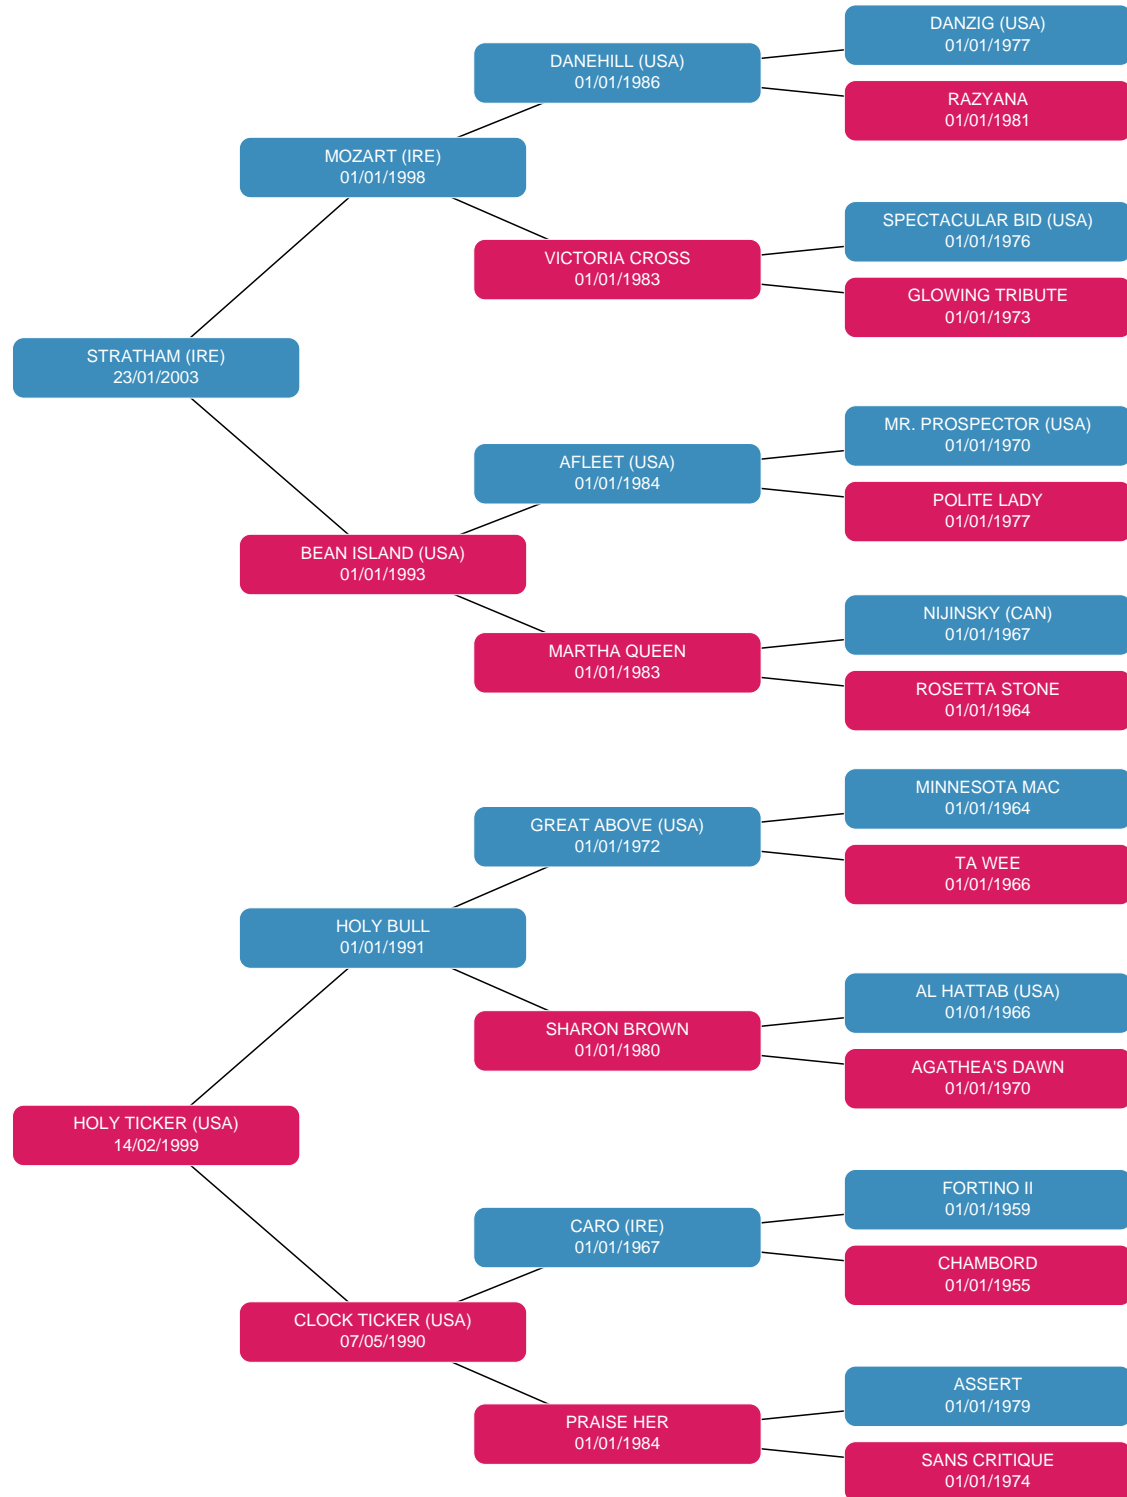 DANZIG (USA)
01/01/1977
DANEHILL (USA)
01/01/1986
RAZYANA
01/01/1981
MOZART (IRE)
01/01/1998
SPECTACULAR BID (USA)
01/01/1976
VICTORIA CROSS
01/01/1983
GLOWING TRIBUTE
01/01/1973
STRATHAM (IRE)
23/01/2003
MR. PROSPECTOR (USA)
01/01/1970
AFLEET (USA)
01/01/1984
POLITE LADY
01/01/1977
BEAN ISLAND (USA)
01/01/1993
NIJINSKY (CAN)
01/01/1967
MARTHA QUEEN
01/01/1983
ROSETTA STONE
01/01/1964
MINNESOTA MAC
01/01/1964
GREAT ABOVE (USA)
01/01/1972
TA WEE
01/01/1966
HOLY BULL
01/01/1991
AL HATTAB (USA)
01/01/1966
SHARON BROWN
01/01/1980
AGATHEA'S DAWN
01/01/1970
HOLY TICKER (USA)
14/02/1999
FORTINO II
01/01/1959
CARO (IRE)
01/01/1967
CHAMBORD
01/01/1955
CLOCK TICKER (USA)
07/05/1990
ASSERT
01/01/1979
PRAISE HER
01/01/1984
SANS CRITIQUE
01/01/1974